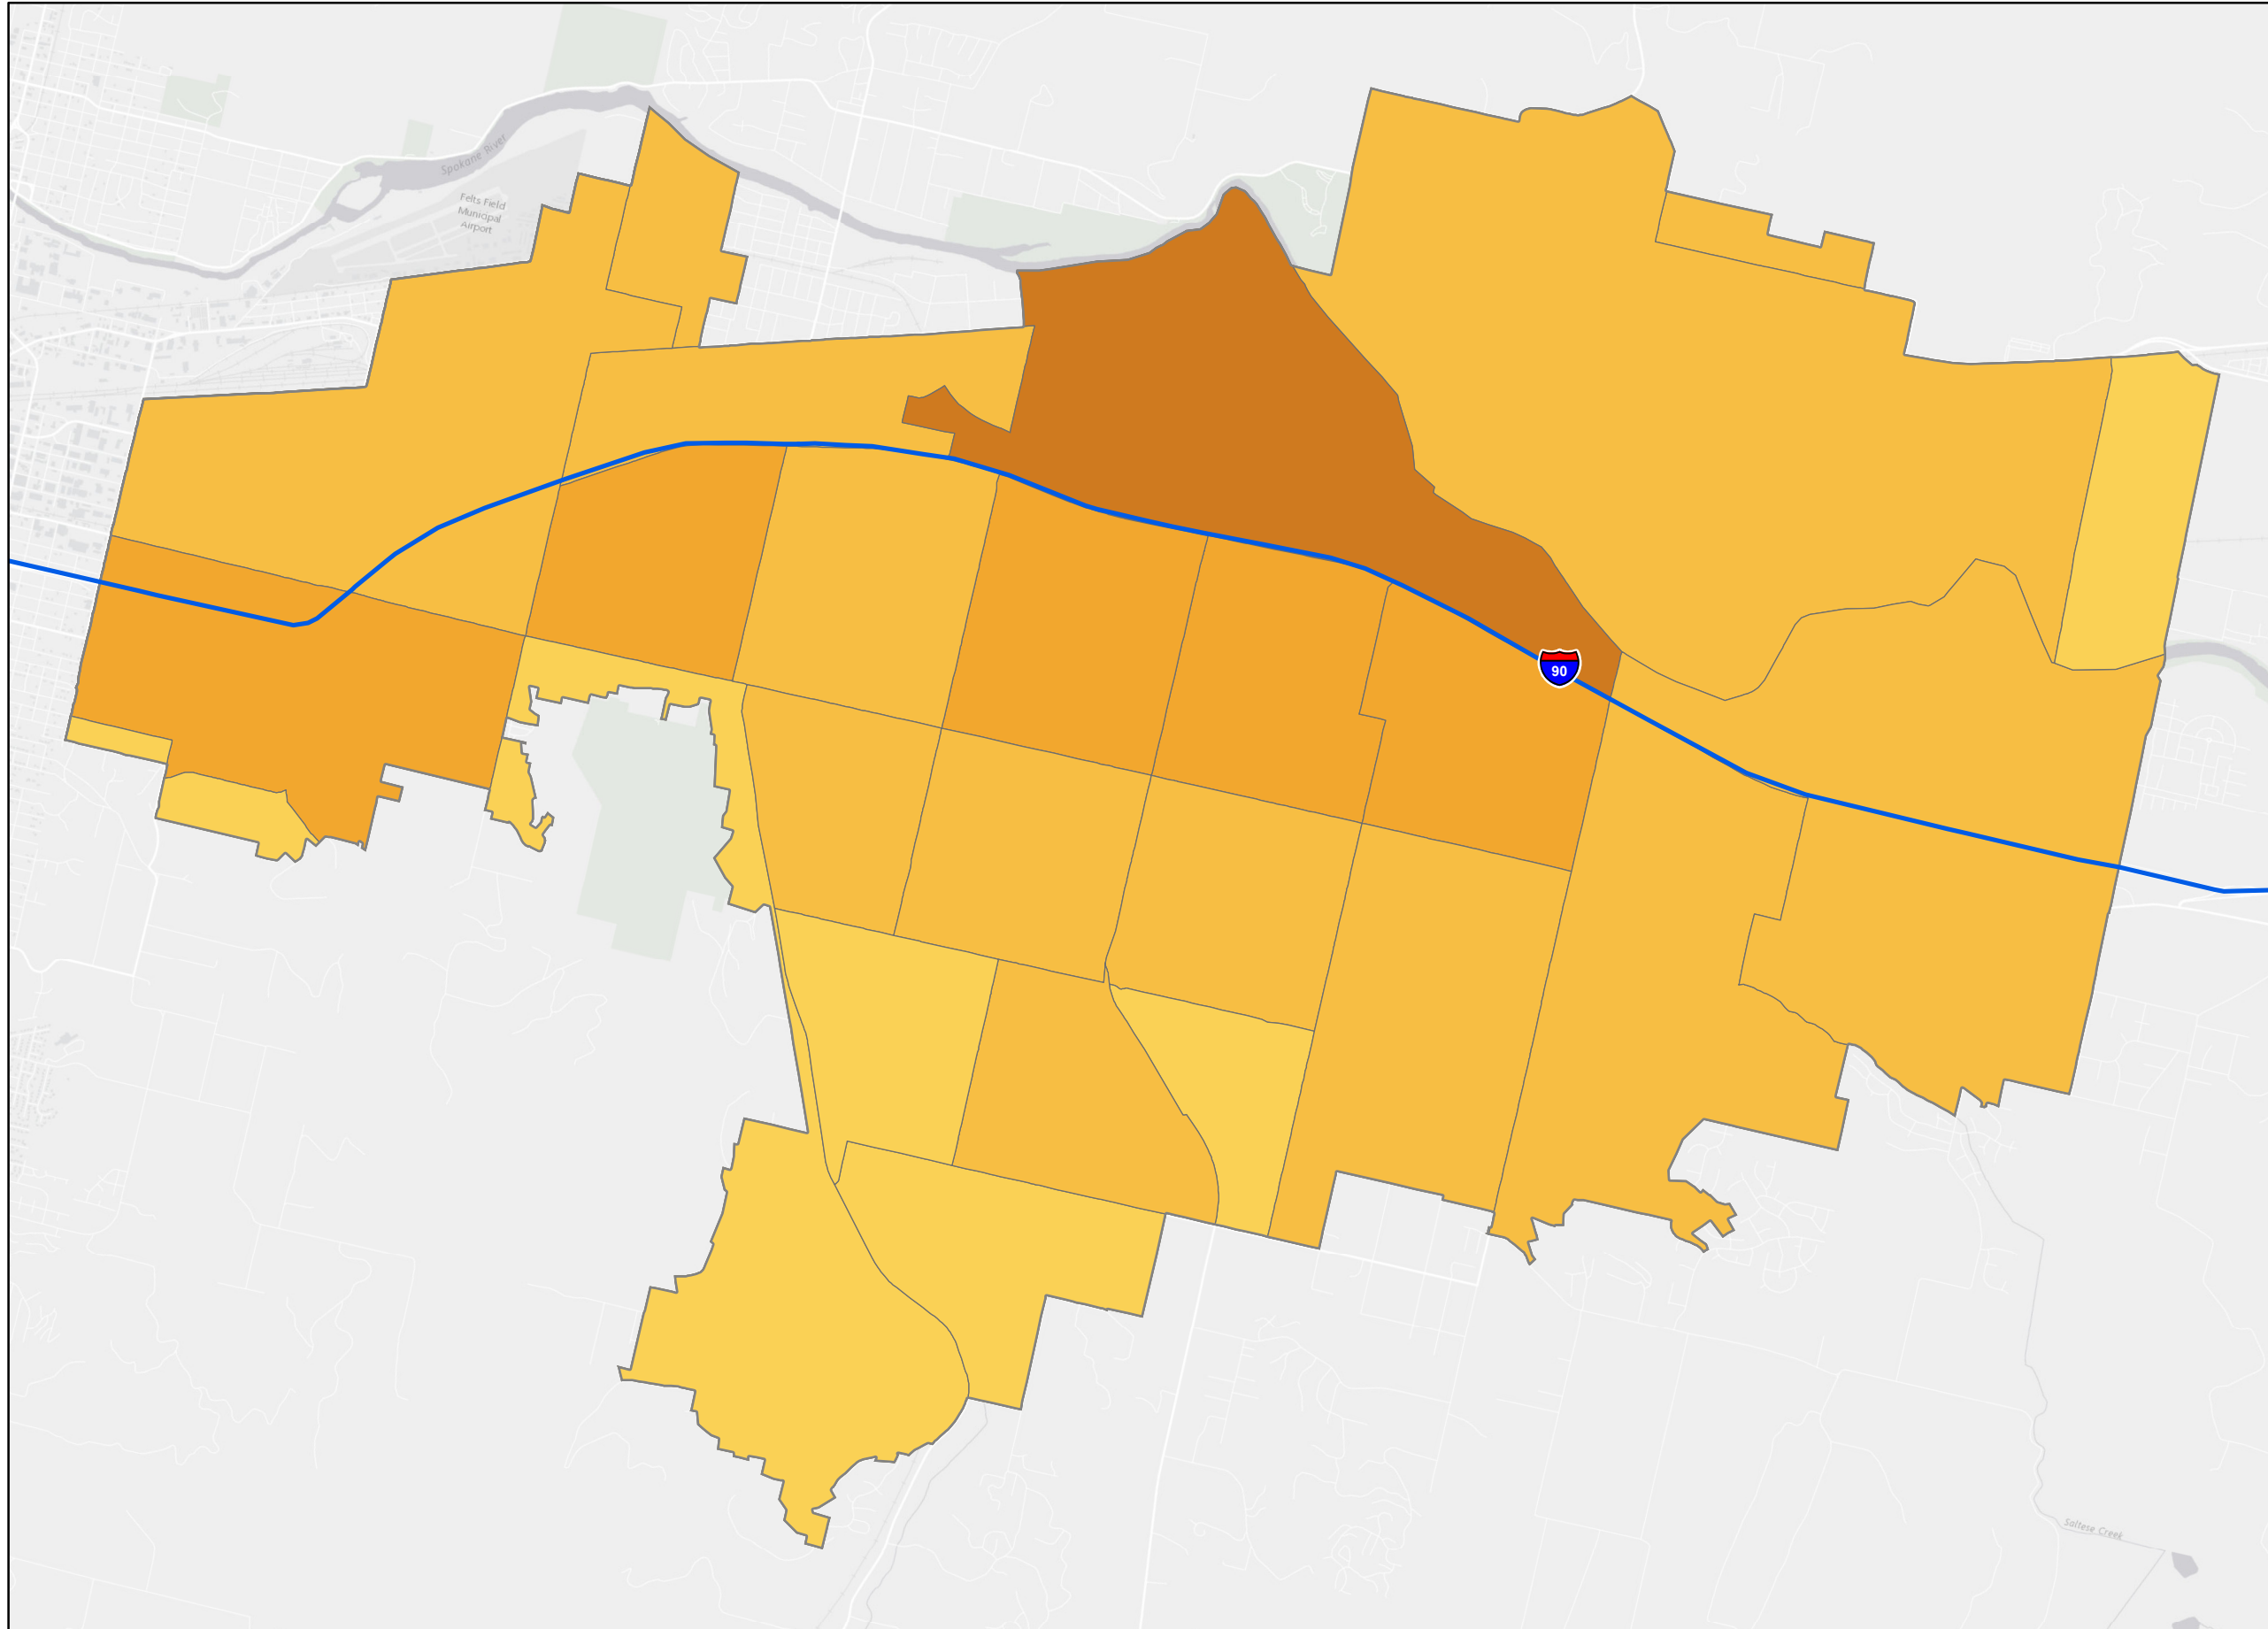 Spokane River
Felts Field
Municipal
Airport
90
Saltese Creek